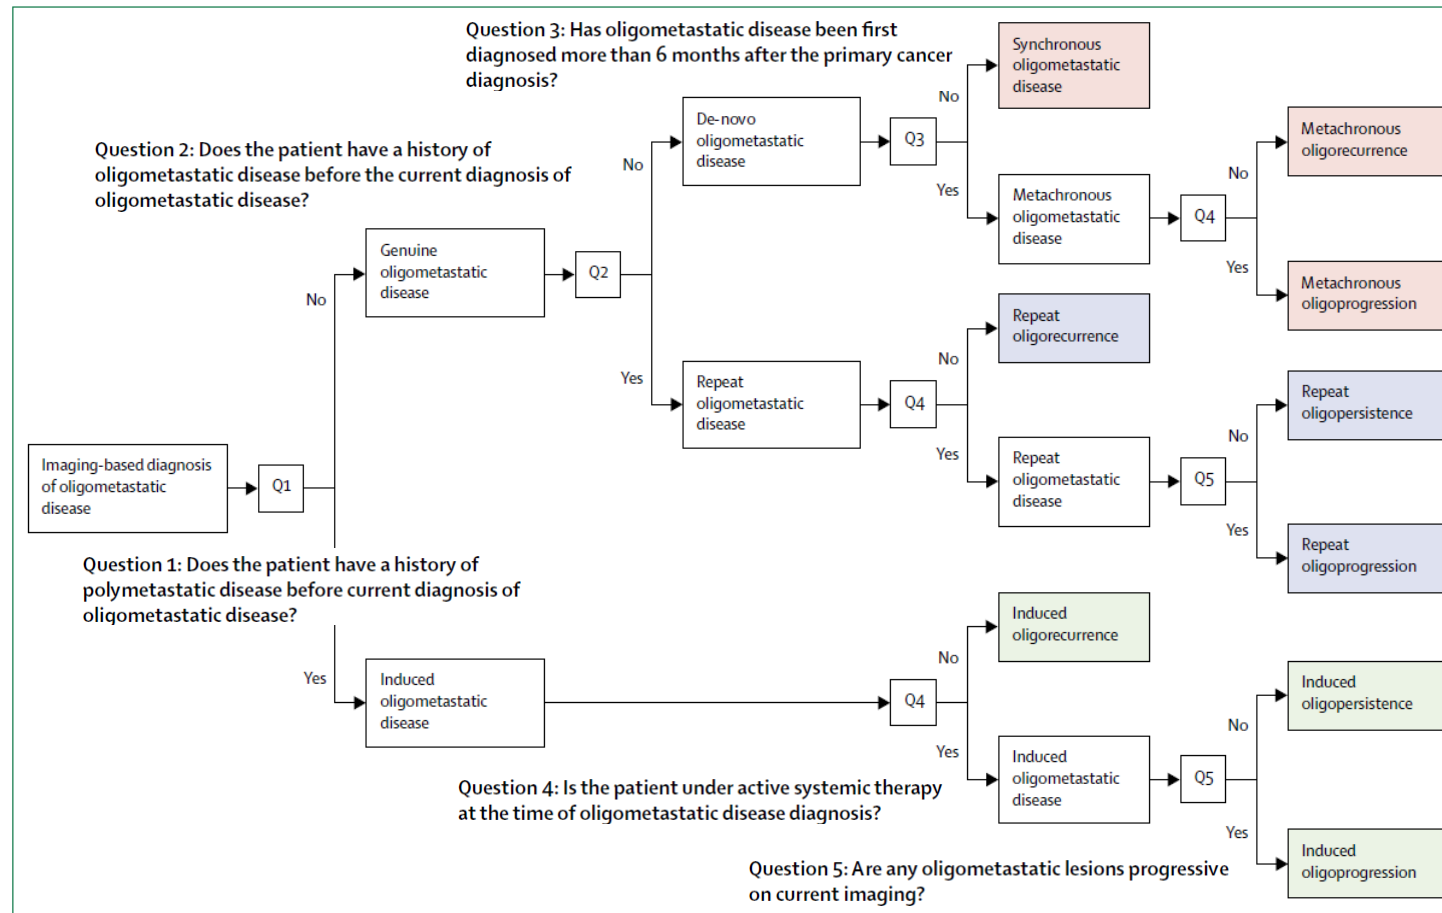 Question 3: Has oligometastatic disease been first
diagnosed more than 6 months after the primary cancer
diagnosis?
Synchronous
oligometastatic
disease
No
De-novo
oligometastatic
disease
Q3
Yes
Metachronous
oligometastatic
disease
Metachronous
oligorecurrence
No
Q4
Yes
Metachronous
oligoprogression
Question 2: Does the patient have a history of
oligometastatic disease before the current diagnosis of
oligometastatic disease?
No
Genuine
oligometastatic
disease
Q2
No
Yes
Repeat
oligometastatic
disease
Q4
Repeat
oligorecurrence
No
Yes
Repeat
oligometastatic
disease
Q5
Repeat
oligopersistence
No
Yes
Repeat
oligoprogression
Imaging-based diagnosis
of oligometastatic
disease
Q1
Question 1: Does the patient have a history of
polymetastatic disease before current diagnosis of
oligometastatic disease?
Yes
Induced
oligometastatic
disease
Q4
Induced
oligorecurrence
No
Yes
Induced
oligometastatic
disease
Q5
Induced
oligopersistence
No
Yes
Induced
oligoprogression
Question 4: Is the patient under active systemic therapy
at the time of oligometastatic disease diagnosis?
Question 5: Are any oligometastatic lesions progressive
on current imaging?